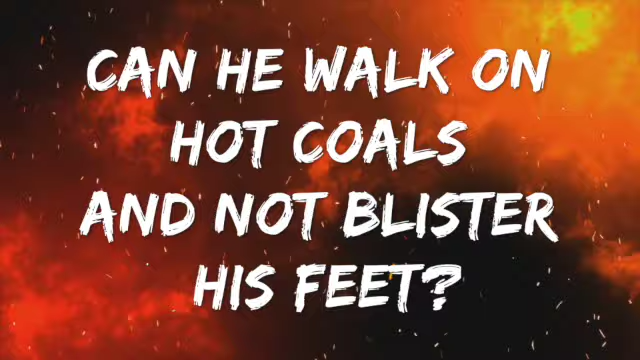 CAN HE WALK ON
HOT COALS
AND NOT BLISTER
HIS FEET?